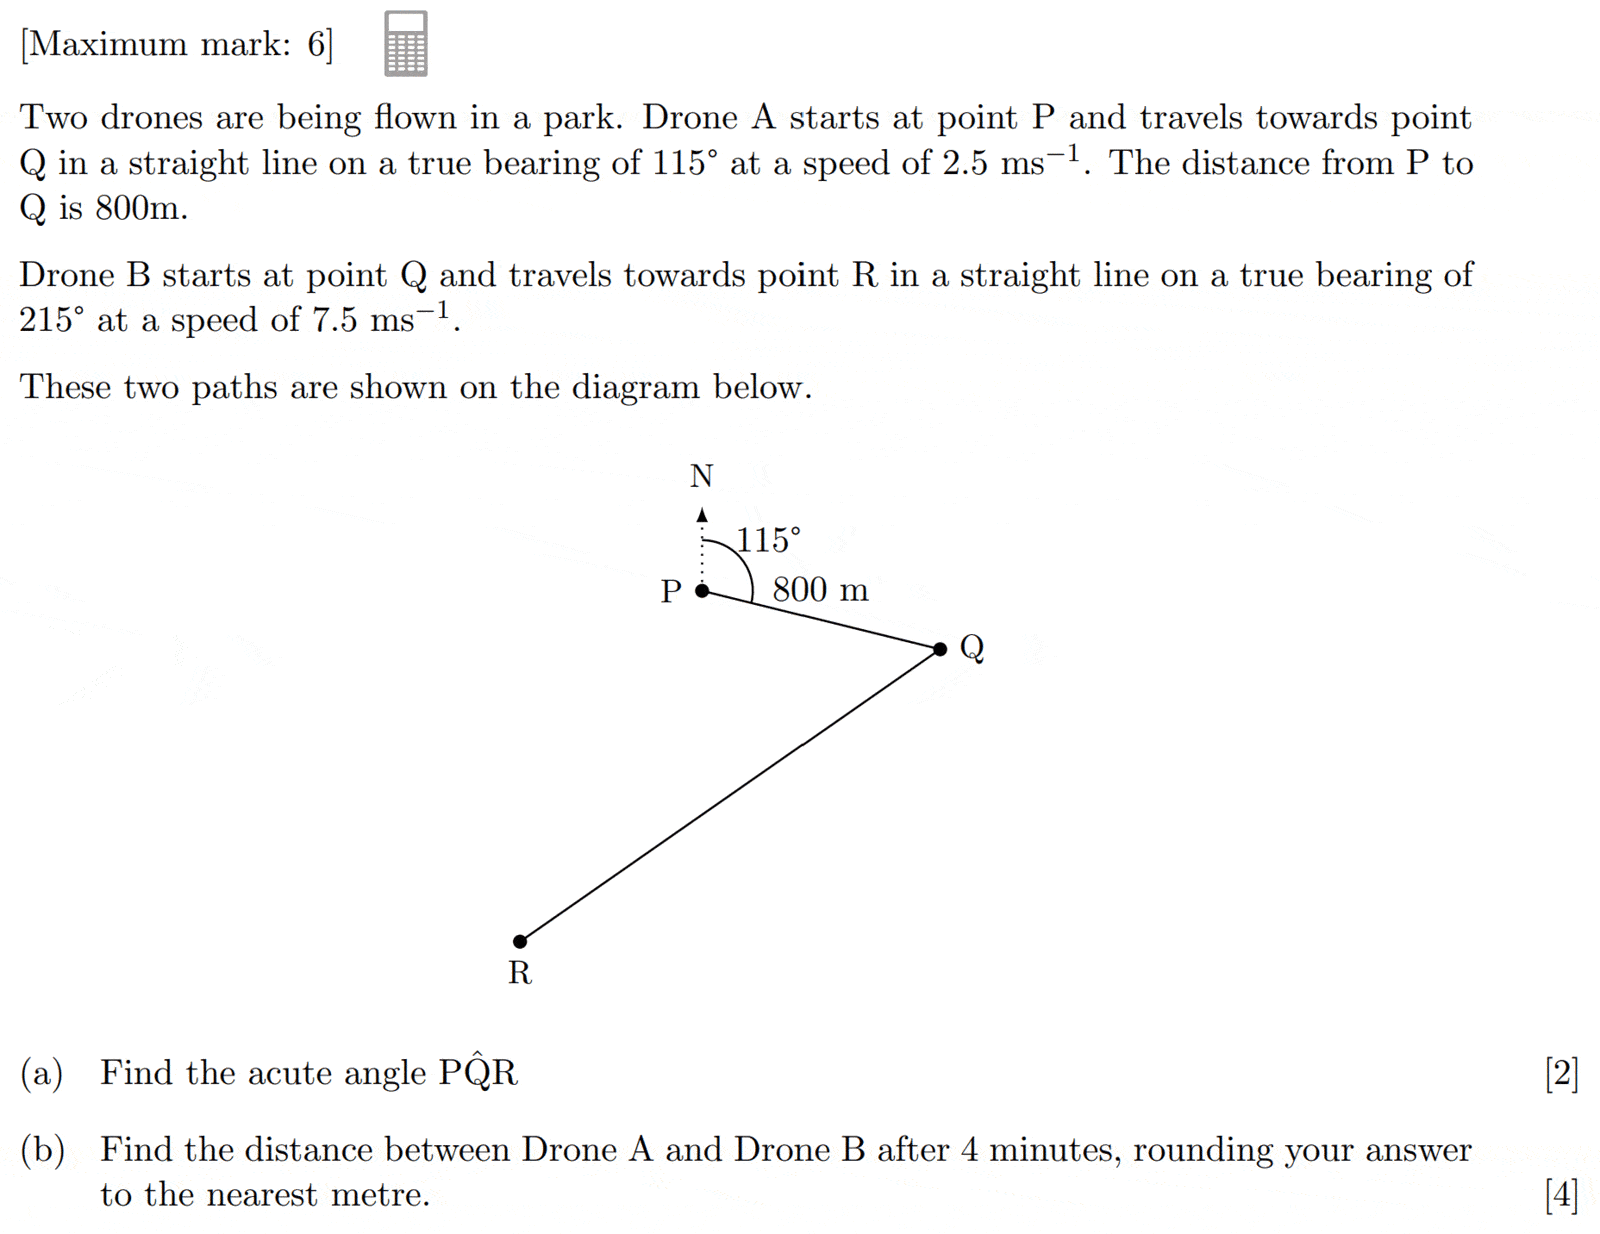 [Maximum mark: 6]
Two drones are being flown in a park. Drone A starts at point P and travels towards point
Q in a straight line on a true bearing of 115° at a speed of 2.5 ms⁻¹. The distance from P to
Q is 800m.
Drone B starts at point Q and travels towards point R in a straight line on a true bearing of
215° at a speed of 7.5 ms⁻¹.
These two paths are shown on the diagram below.
N
115°
P
800 m
Q
R
(a) Find the acute angle PQ̂R [2]
(b) Find the distance between Drone A and Drone B after 4 minutes, rounding your answer
to the nearest metre. [4]